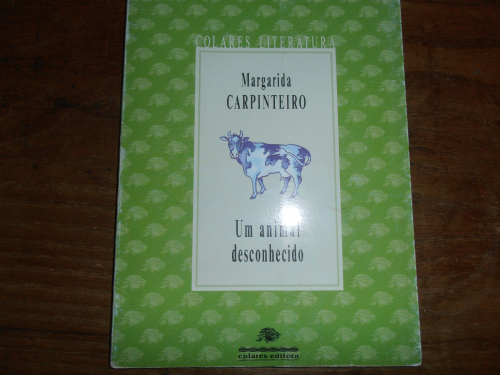 COLARES LITERATURA
Margarida
CARPINTEIRO
Um animal
desconhecido
colares editora